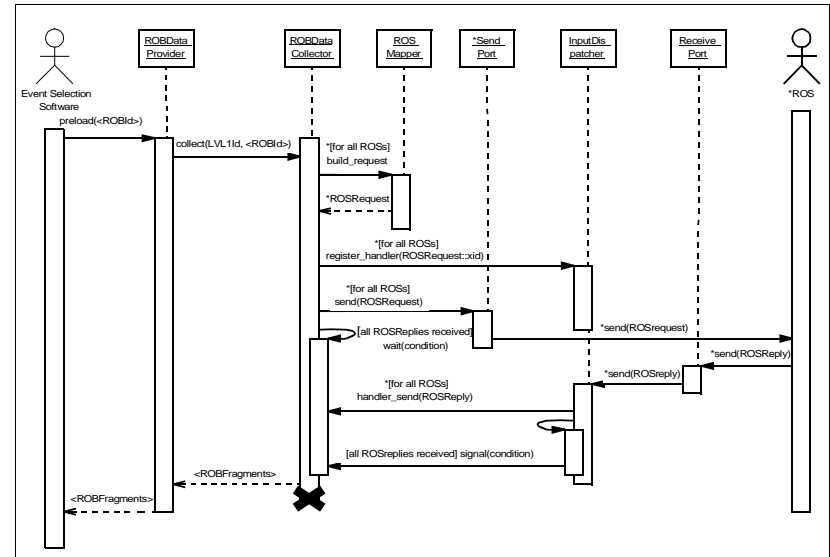 ROBData
Provider
ROBData
Collector
ROS
Mapper
*Send
Port
InputDis
patcher
Receive
Port
Event Selection
Software
*ROS
preload(<ROBId>)
collect(LVL1Id, <ROBId>)
*[for all ROSs]
build_request
*ROSRequest
*[for all ROSs]
register_handler(ROSRequest::xid)
*[for all ROSs]
send(ROSRequest)
[all ROSReplies received]
wait(condition)
*send(ROSrequest)
*send(ROSReply)
*send(ROSreply)
*[for all ROSs]
handler_send(ROSReply)
[all ROSreplies received] signal(condition)
<ROBFragments>
<ROBFragments>